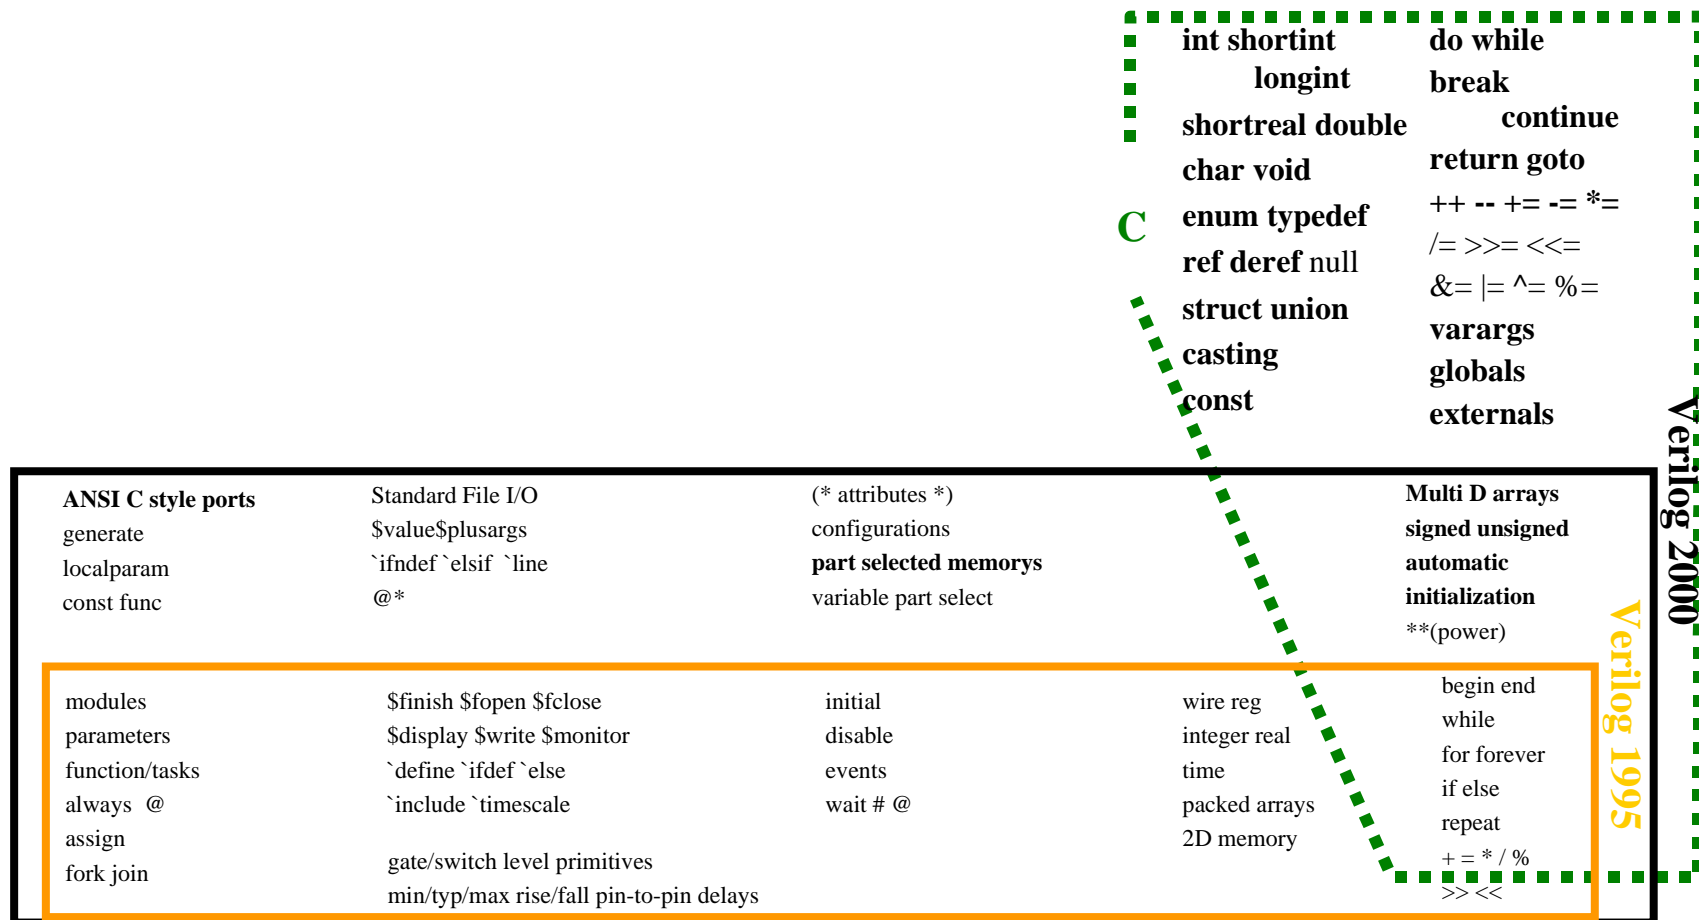 int shortint
longint
shortreal double
char void
enum typedef
ref deref null
struct union
casting
const
do while
break
continue
return goto
++ -- += -= *=
/= >>= <<=
&= |= ^= %=
varargs
globals
externals
C
Verilog 2000
ANSI C style ports
generate
localparam
const func
Standard File I/O
$value$plusargs
`ifndef `elsif `line
@*
(* attributes *)
configurations
part selected memorys
variable part select
Multi D arrays
signed unsigned
automatic
initialization
**(power)
Verilog 1995
modules
parameters
function/tasks
always @
assign
fork join
$finish $fopen $fclose
$display $write $monitor
`define `ifdef `else
`include `timescale
gate/switch level primitives
min/typ/max rise/fall pin-to-pin delays
initial
disable
events
wait # @
wire reg
integer real
time
packed arrays
2D memory
begin end
while
for forever
if else
repeat
+ = * / %
>> <<